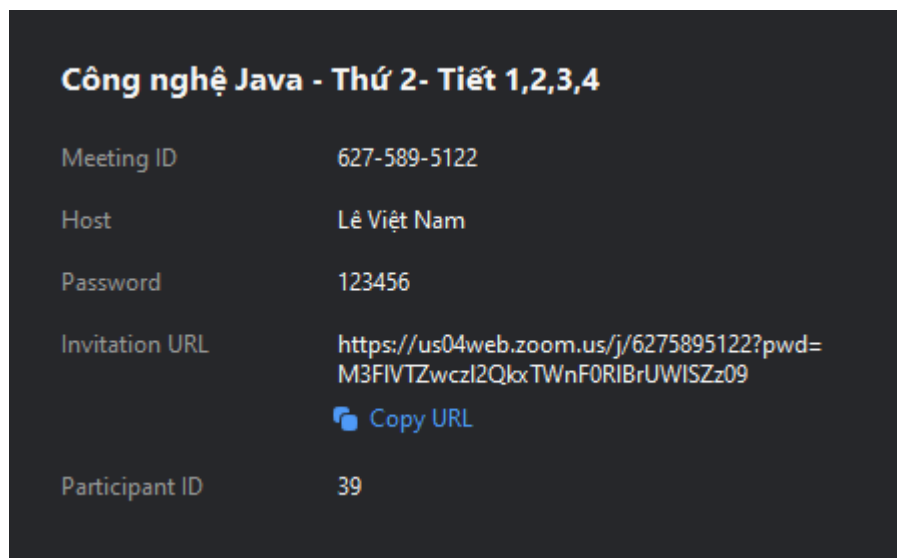 Công nghệ Java - Thứ 2- Tiết 1,2,3,4
Meeting ID 627-589-5122
Host Lê Việt Nam
Password 123456
Invitation URL https://us04web.zoom.us/j/6275895122?pwd=
M3FlVTZwczI2QkxTWnF0RlBrUWlSZz09
Copy URL
Participant ID 39